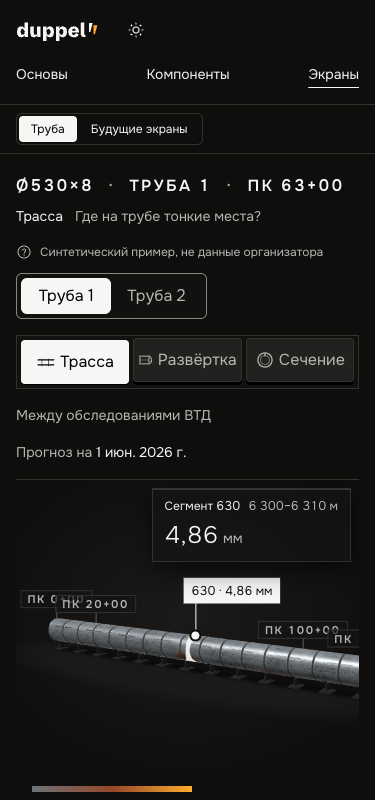 duppel
Основы Компоненты Экраны
Труба Будущие экраны
Ø530×8 · ТРУБА 1 · ПК 63+00
Трасса Где на трубе тонкие места?
Синтетический пример, не данные организатора
Труба 1 Труба 2
Трасса Развёртка Сечение
Между обследованиями ВТД
Прогноз на 1 июн. 2026 г.
Сегмент 630 6 300–6 310 м
4,86 мм
630 · 4,86 мм
ПК
ПК 20+00
ПК 100+00
ПК